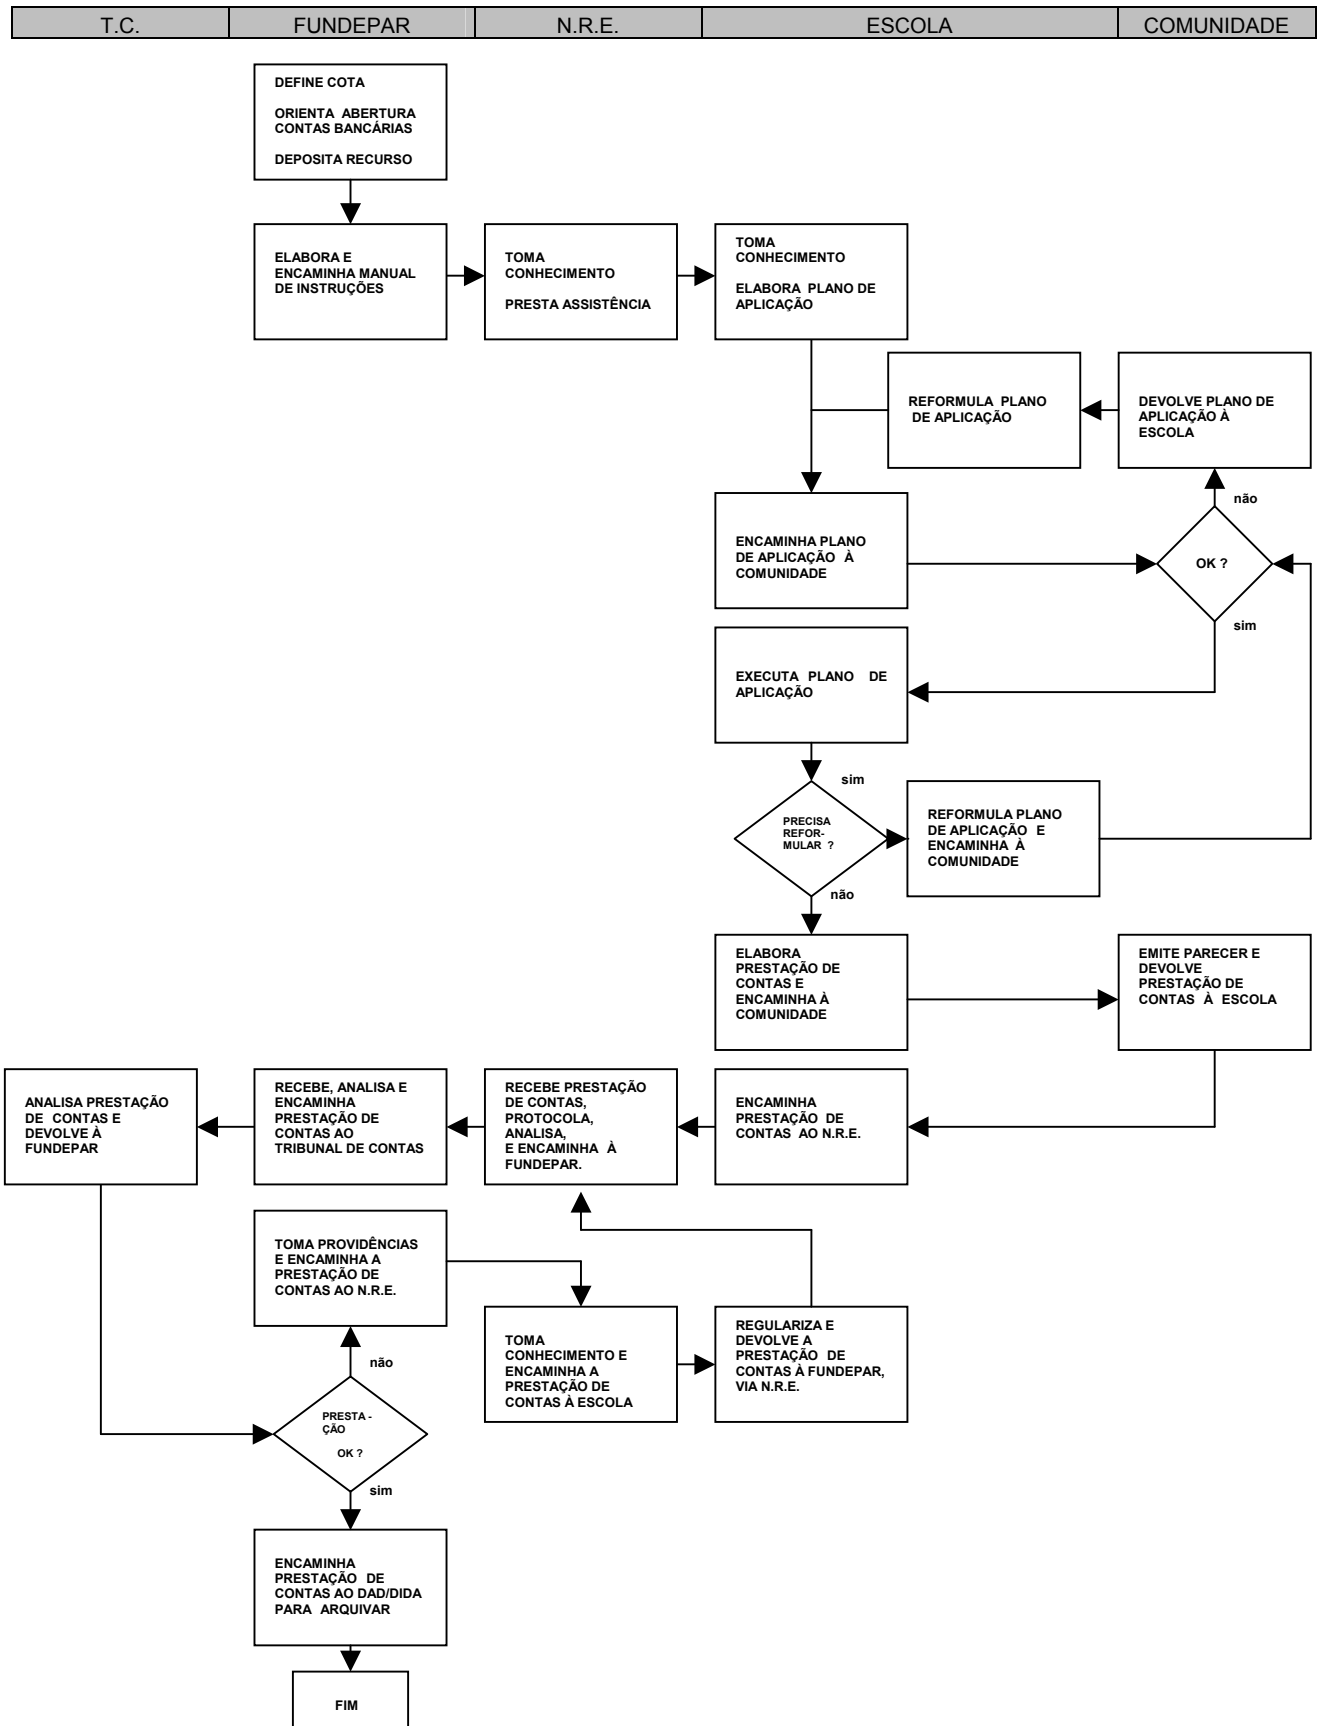 T.C. FUNDEPAR N.R.E. ESCOLA COMUNIDADE
DEFINE COTA
ORIENTA ABERTURA
CONTAS BANCÁRIAS
DEPOSITA RECURSO
ELABORA E
ENCAMINHA MANUAL
DE INSTRUÇÕES
TOMA
CONHECIMENTO
PRESTA ASSISTÊNCIA
TOMA
CONHECIMENTO
ELABORA PLANO DE
APLICAÇÃO
REFORMULA PLANO
DE APLICAÇÃO
DEVOLVE PLANO DE
APLICAÇÃO À
ESCOLA
não
ENCAMINHA PLANO
DE APLICAÇÃO À
COMUNIDADE
OK ?
sim
EXECUTA PLANO DE
APLICAÇÃO
sim
PRECISA
REFOR-
MULAR ?
REFORMULA PLANO
DE APLICAÇÃO E
ENCAMINHA À
COMUNIDADE
não
ELABORA
PRESTAÇÃO DE
CONTAS E
ENCAMINHA À
COMUNIDADE
EMITE PARECER E
DEVOLVE
PRESTAÇÃO DE
CONTAS À ESCOLA
ANALISA PRESTAÇÃO
DE CONTAS E
DEVOLVE À
FUNDEPAR
RECEBE, ANALISA E
ENCAMINHA
PRESTAÇÃO DE
CONTAS AO
TRIBUNAL DE CONTAS
RECEBE PRESTAÇÃO
DE CONTAS,
PROTOCOLA,
ANALISA,
E ENCAMINHA À
FUNDEPAR.
ENCAMINHA
PRESTAÇÃO DE
CONTAS AO N.R.E.
TOMA PROVIDÊNCIAS
E ENCAMINHA A
PRESTAÇÃO DE
CONTAS AO N.R.E.
TOMA
CONHECIMENTO E
ENCAMINHA A
PRESTAÇÃO DE
CONTAS À ESCOLA
REGULARIZA E
DEVOLVE A
PRESTAÇÃO DE
CONTAS À FUNDEPAR,
VIA N.R.E.
não
PRESTA -
ÇÃO
OK ?
sim
ENCAMINHA
PRESTAÇÃO DE
CONTAS AO DAD/DIDA
PARA ARQUIVAR
FIM